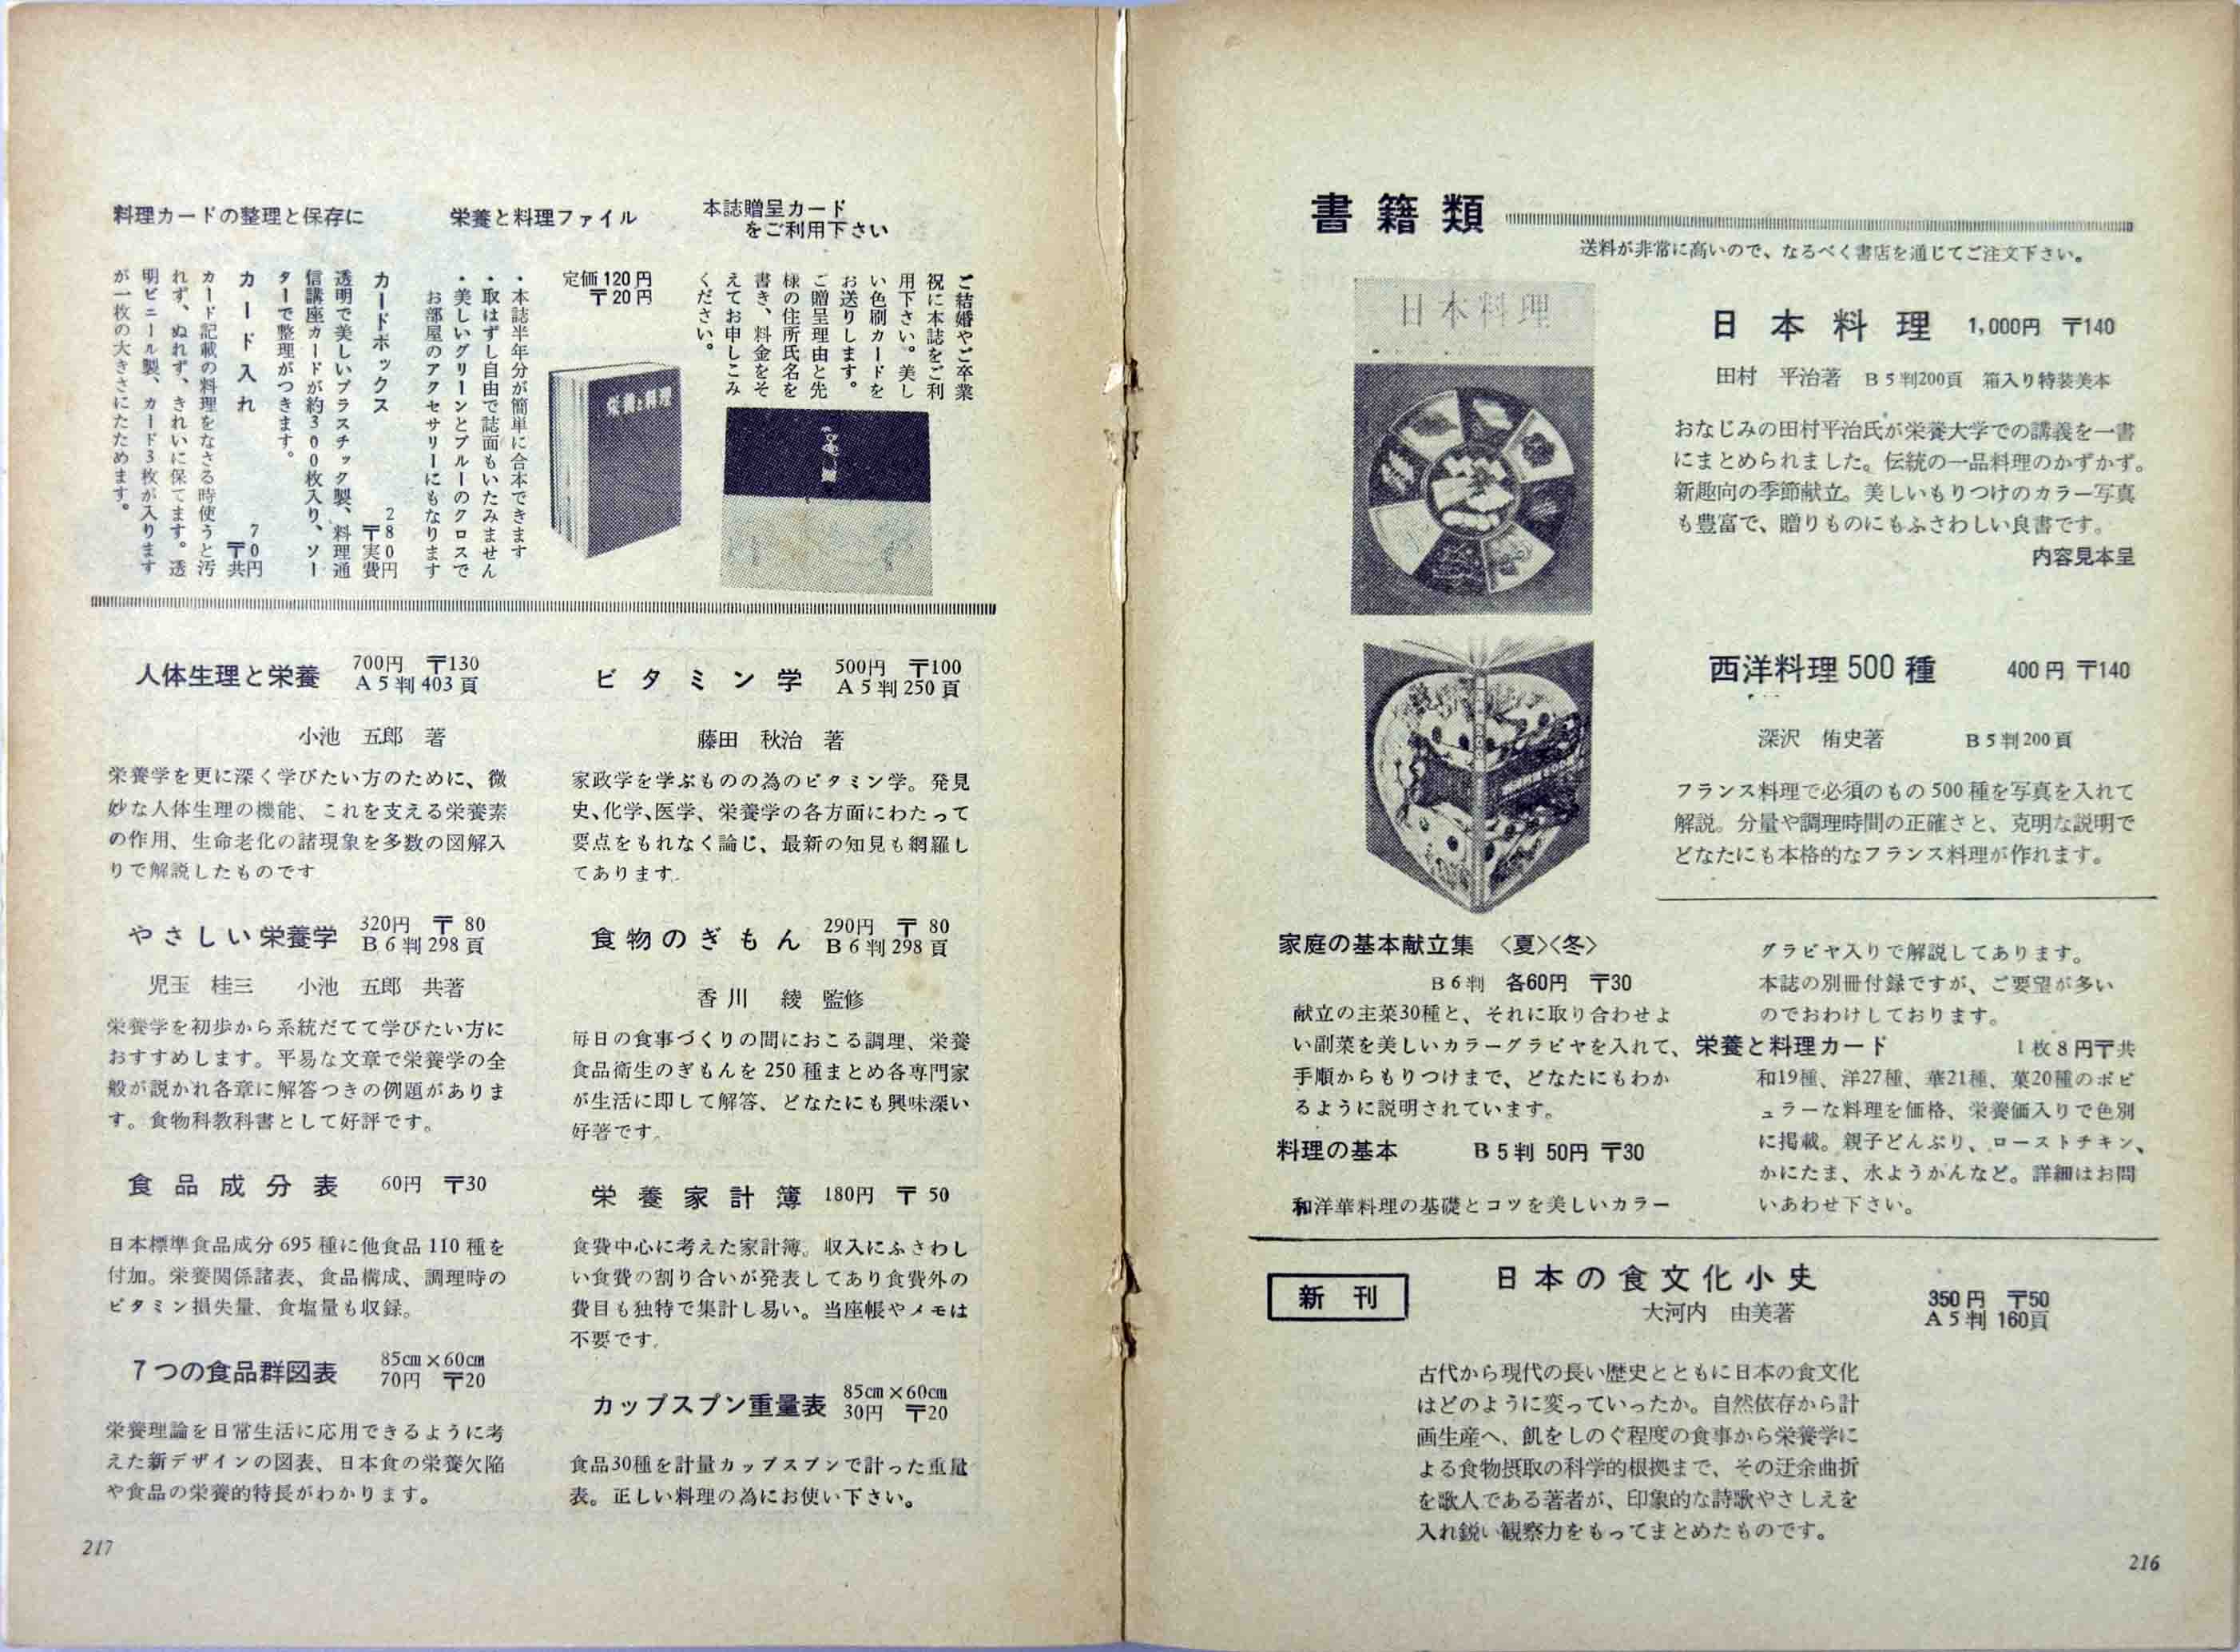 書籍類
送料が非常に高いので、なるべく書店を通じてご注文下さい。
日本料理
日本料理 1,000円 〒140
田村 平治著 B5判200頁 箱入り特装美本
おなじみの田村平治氏が栄養大学での講義を一書
にまとめられました。伝統の一品料理のかずかず。
新趣向の季節献立。美しいもりつけのカラー写真
も豊富で、贈りものにもふさわしい良書です。
内容見本呈
西洋料理500種 400円 〒140
深沢 侑史著 B5判200頁
フランス料理で必須のもの500種を写真を入れて
解説。分量や調理時間の正確さと、克明な説明で
どなたにも本格的なフランス料理が作れます。
家庭の基本献立集 〈夏〉〈冬〉
B6判 各60円 〒30
献立の主菜30種と、それに取り合わせよ
い副菜を美しいカラーグラビヤを入れて、
手順からもりつけまで、どなたにもわか
るように説明されています。
料理の基本 B5判 50円 〒30
和洋華料理の基礎とコツを美しいカラー
グラビヤ入りで解説してあります。
本誌の別冊付録ですが、ご要望が多い
のでおわけしております。
栄養と料理カード 1枚8円〒共
和19種、洋27種、華21種、菓20種のポピ
ュラーな料理を価格、栄養価入りで色別
に掲載。親子どんぶり、ローストチキン、
かにたま、水ようかんなど。詳細はお問
いあわせ下さい。
新刊
日本の食文化小史
大河内 由美著
350円 〒50
A5判 160頁
古代から現代の長い歴史とともに日本の食文化
はどのように変っていったか。自然依存から計
画生産へ、飢をしのぐ程度の食事から栄養学に
よる食物摂取の科学的根拠まで、その迂余曲折
を歌人である著者が、印象的な詩歌やさしえを
入れ鋭い観察力をもってまとめたものです。
216
本誌贈呈カード
をご利用下さい
ご結婚やご卒業
祝に本誌をご利
用下さい。美し
い色刷カードを
お送りします。
ご贈呈理由と先
様の住所氏名を
書き、料金をそ
えてお申しこみ
ください。
栄養と料理ファイル
定価120円
〒20円
栄養と料理
・本誌半年分が簡単に合本できます
・取はずし自由で誌面もいたみません
・美しいグリーンとブルーのクロスで
お部屋のアクセサリーにもなります
料理カードの整理と保存に
カードボックス 280円
〒実費
透明で美しいプラスチック製、料理通
信講座カードが約300枚入り、ソー
ターで整理がつきます。
カード入れ 70円
〒共
カード記載の料理をなさる時使うと汚
れず、ぬれず、きれいに保てます。透
明ビニール製、カード3枚が入ります
が一枚の大きさにたためます。
人体生理と栄養 700円 〒130
A5判403頁
小池 五郎 著
栄養学を更に深く学びたい方のために、微
妙な人体生理の機能、これを支える栄養素
の作用、生命老化の諸現象を多数の図解入
りで解説したものです
やさしい栄養学 320円 〒80
B6判298頁
児玉 桂三 小池 五郎 共著
栄養学を初歩から系統だてて学びたい方に
おすすめします。平易な文章で栄養学の全
般が説かれ各章に解答つきの例題がありま
す。食物科教科書として好評です。
食品成分表 60円 〒30
日本標準食品成分695種に他食品110種を
付加。栄養関係諸表、食品構成、調理時の
ビタミン損失量、食塩量も収録。
7つの食品群図表 85cm×60cm
70円 〒20
栄養理論を日常生活に応用できるように考
えた新デザインの図表、日本食の栄養欠陥
や食品の栄養的特長がわかります。
ビタミン学 500円 〒100
A5判250頁
藤田 秋治 著
家政学を学ぶものの為のビタミン学。発見
史、化学、医学、栄養学の各方面にわたって
要点をもれなく論じ、最新の知見も網羅し
てあります。
食物のぎもん 290円 〒80
B6判298頁
香川 綾 監修
毎日の食事づくりの間におこる調理、栄養
食品衛生のぎもんを250種まとめ各専門家
が生活に即して解答、どなたにも興味深い
好著です。
栄養家計簿 180円 〒50
食費中心に考えた家計簿。収入にふさわし
い食費の割り合いが発表してあり食費外の
費目も独特で集計し易い。当座帳やメモは
不要です。
カップスプン重量表 85cm×60cm
30円 〒20
食品30種を計量カップスプンで計った重量
表。正しい料理の為にお使い下さい。
217